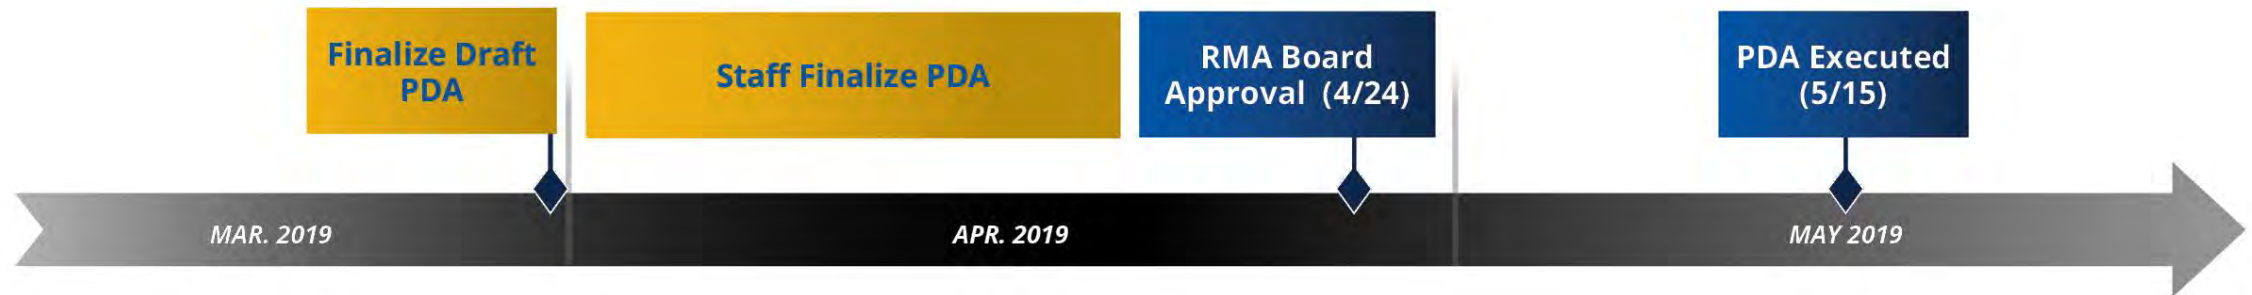 Finalize Draft
PDA
Staff Finalize PDA
RMA Board
Approval (4/24)
PDA Executed
(5/15)
MAR. 2019
APR. 2019
MAY 2019